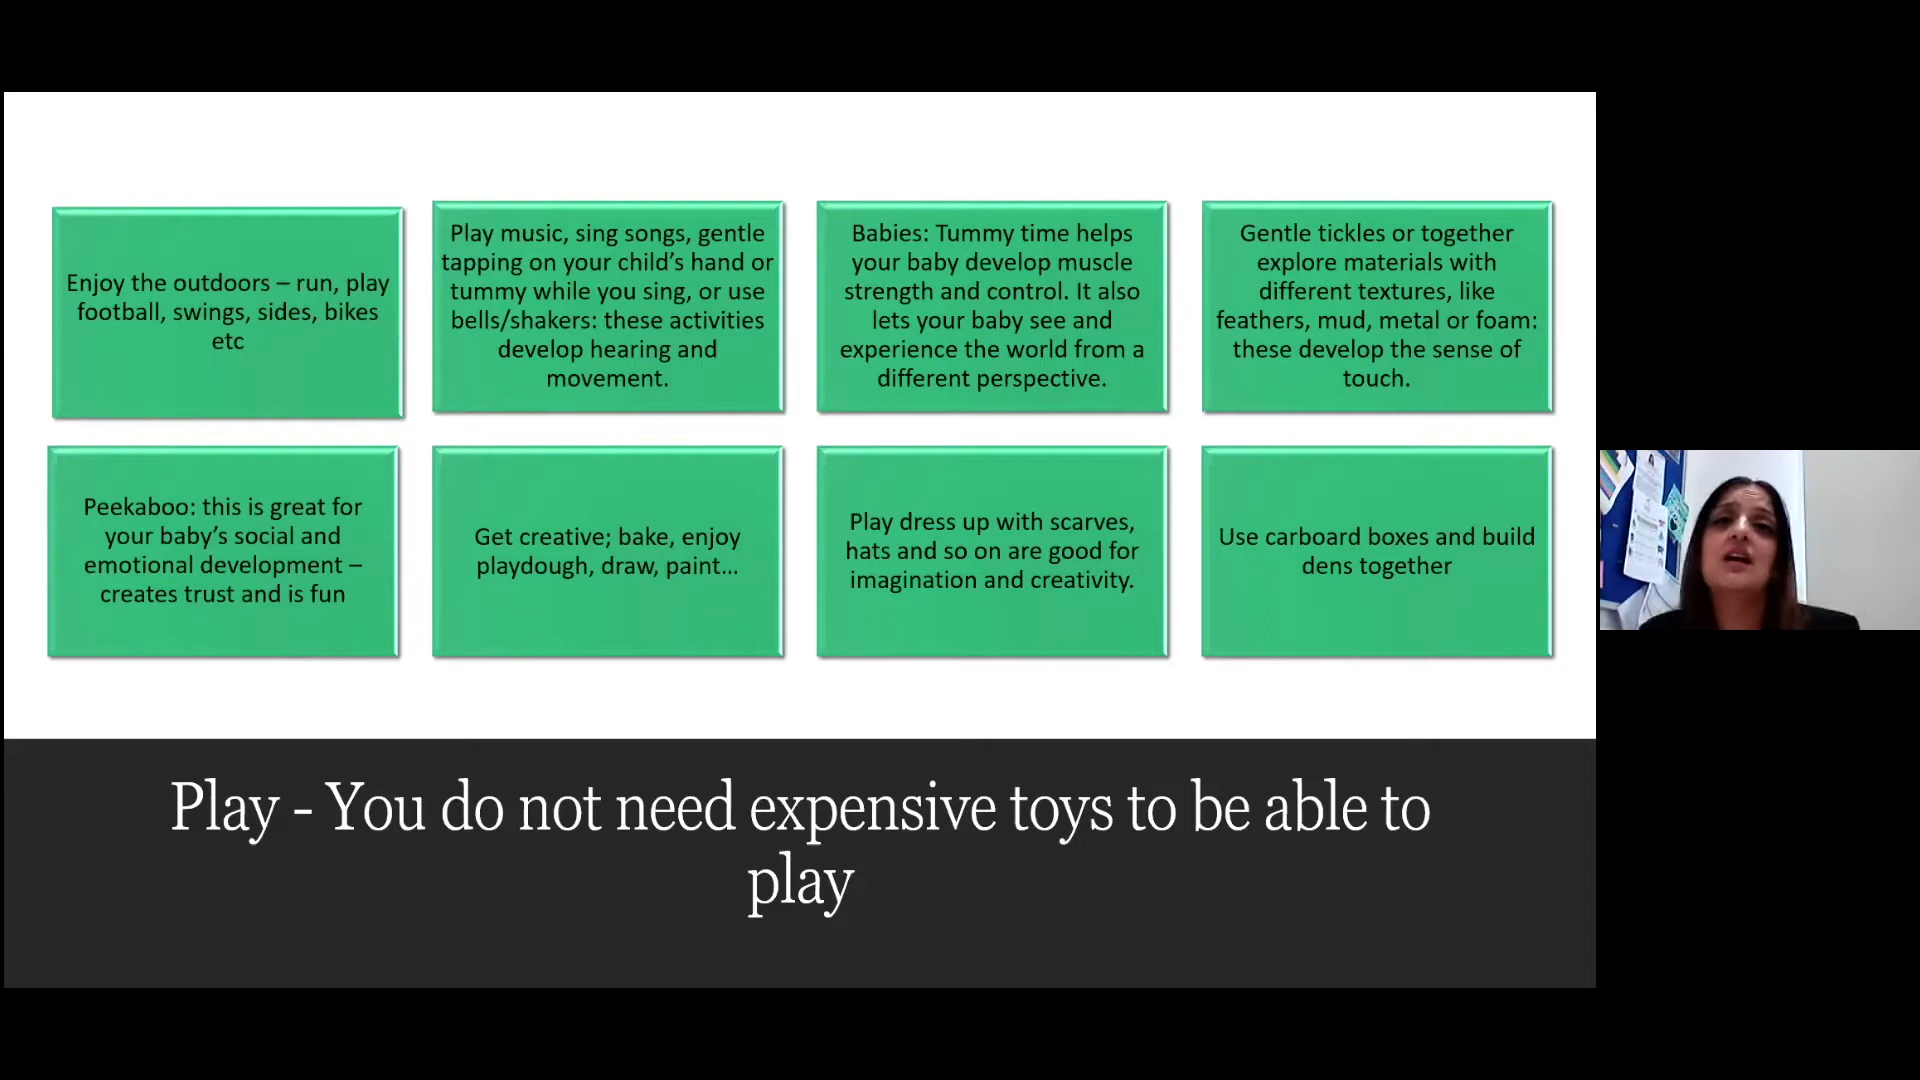 Enjoy the outdoors – run, play
football, swings, sides, bikes
etc
Play music, sing songs, gentle
tapping on your child’s hand or
tummy while you sing, or use
bells/shakers: these activities
develop hearing and
movement.
Babies: Tummy time helps
your baby develop muscle
strength and control. It also
lets your baby see and
experience the world from a
different perspective.
Gentle tickles or together
explore materials with
different textures, like
feathers, mud, metal or foam:
these develop the sense of
touch.
Peekaboo: this is great for
your baby’s social and
emotional development –
creates trust and is fun
Get creative; bake, enjoy
playdough, draw, paint…
Play dress up with scarves,
hats and so on are good for
imagination and creativity.
Use carboard boxes and build
dens together
Play - You do not need expensive toys to be able to
play